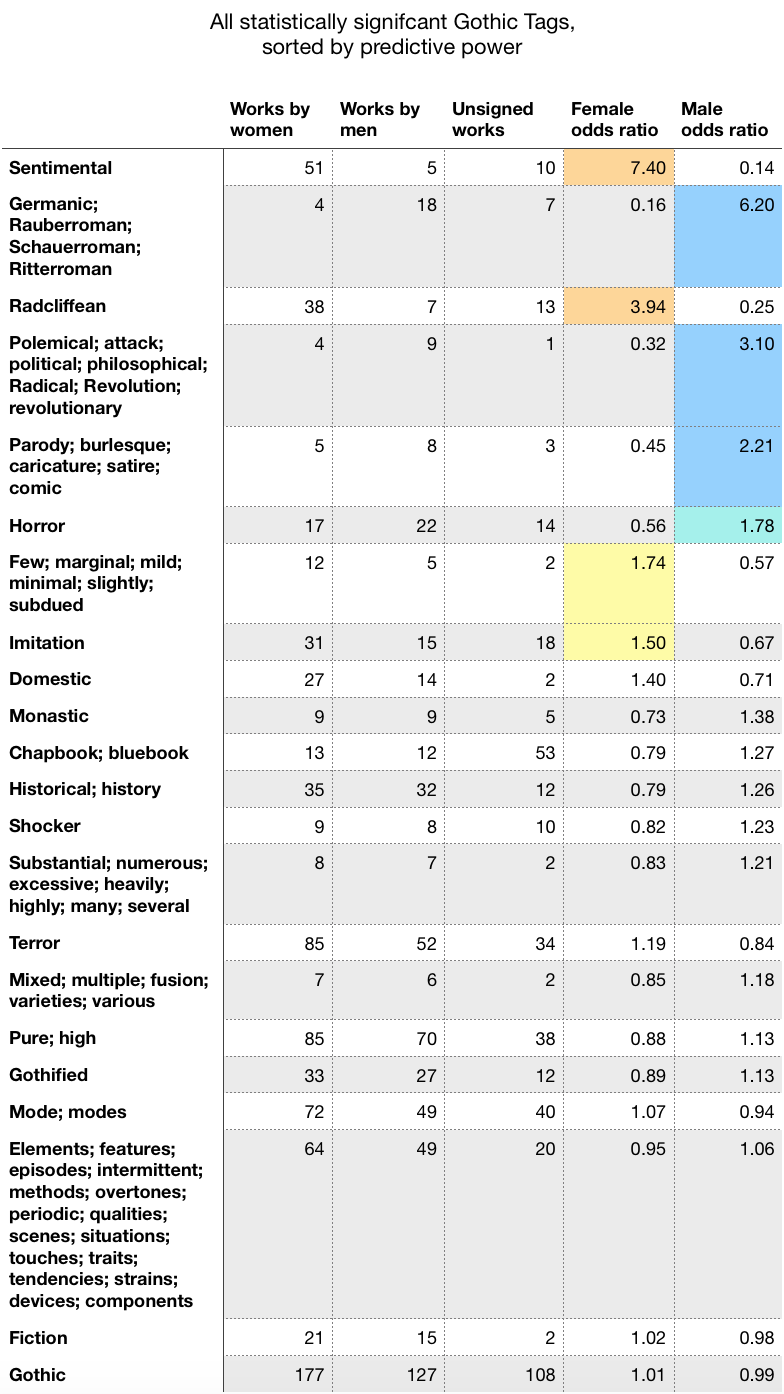 All statistically signifcant Gothic Tags,
sorted by predictive power
Works by women Works by men Unsigned works Female odds ratio Male odds ratio
Sentimental 51 5 10 7.40 0.14
Germanic; 4 18 7 0.16 6.20
Rauberroman;
Schauerroman;
Ritterroman
Radcliffean 38 7 13 3.94 0.25
Polemical; attack; 4 9 1 0.32 3.10
political; philosophical;
Radical; Revolution;
revolutionary
Parody; burlesque; 5 8 3 0.45 2.21
caricature; satire;
comic
Horror 17 22 14 0.56 1.78
Few; marginal; mild; 12 5 2 1.74 0.57
minimal; slightly;
subdued
Imitation 31 15 18 1.50 0.67
Domestic 27 14 2 1.40 0.71
Monastic 9 9 5 0.73 1.38
Chapbook; bluebook 13 12 53 0.79 1.27
Historical; history 35 32 12 0.79 1.26
Shocker 9 8 10 0.82 1.23
Substantial; numerous; 8 7 2 0.83 1.21
excessive; heavily;
highly; many; several
Terror 85 52 34 1.19 0.84
Mixed; multiple; fusion; 7 6 2 0.85 1.18
varieties; various
Pure; high 85 70 38 0.88 1.13
Gothified 33 27 12 0.89 1.13
Mode; modes 72 49 40 1.07 0.94
Elements; features; 64 49 20 0.95 1.06
episodes; intermittent;
methods; overtones;
periodic; qualities;
scenes; situations;
touches; traits;
tendencies; strains;
devices; components
Fiction 21 15 2 1.02 0.98
Gothic 177 127 108 1.01 0.99